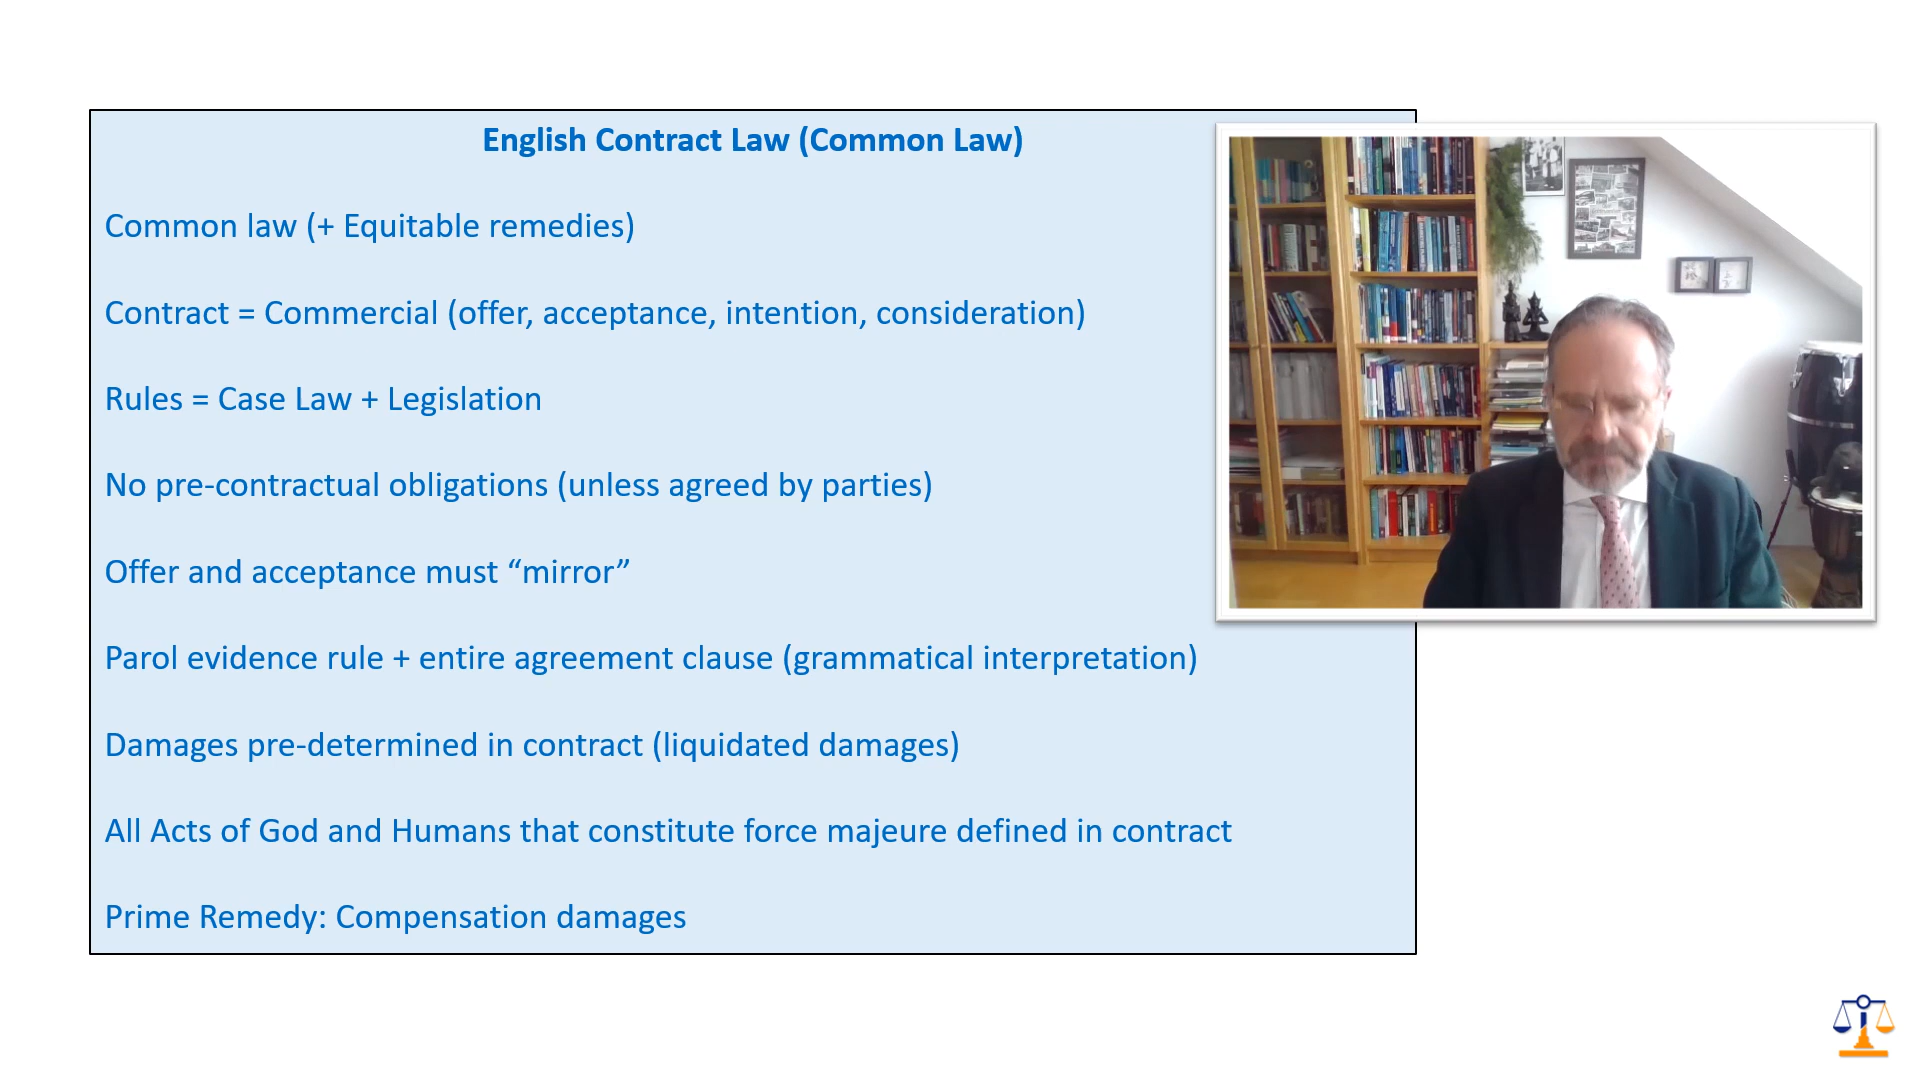 English Contract Law (Common Law)
Common law (+ Equitable remedies)
Contract = Commercial (offer, acceptance, intention, consideration)
Rules = Case Law + Legislation
No pre-contractual obligations (unless agreed by parties)
Offer and acceptance must “mirror”
Parol evidence rule + entire agreement clause (grammatical interpretation)
Damages pre-determined in contract (liquidated damages)
All Acts of God and Humans that constitute force majeure defined in contract
Prime Remedy: Compensation damages